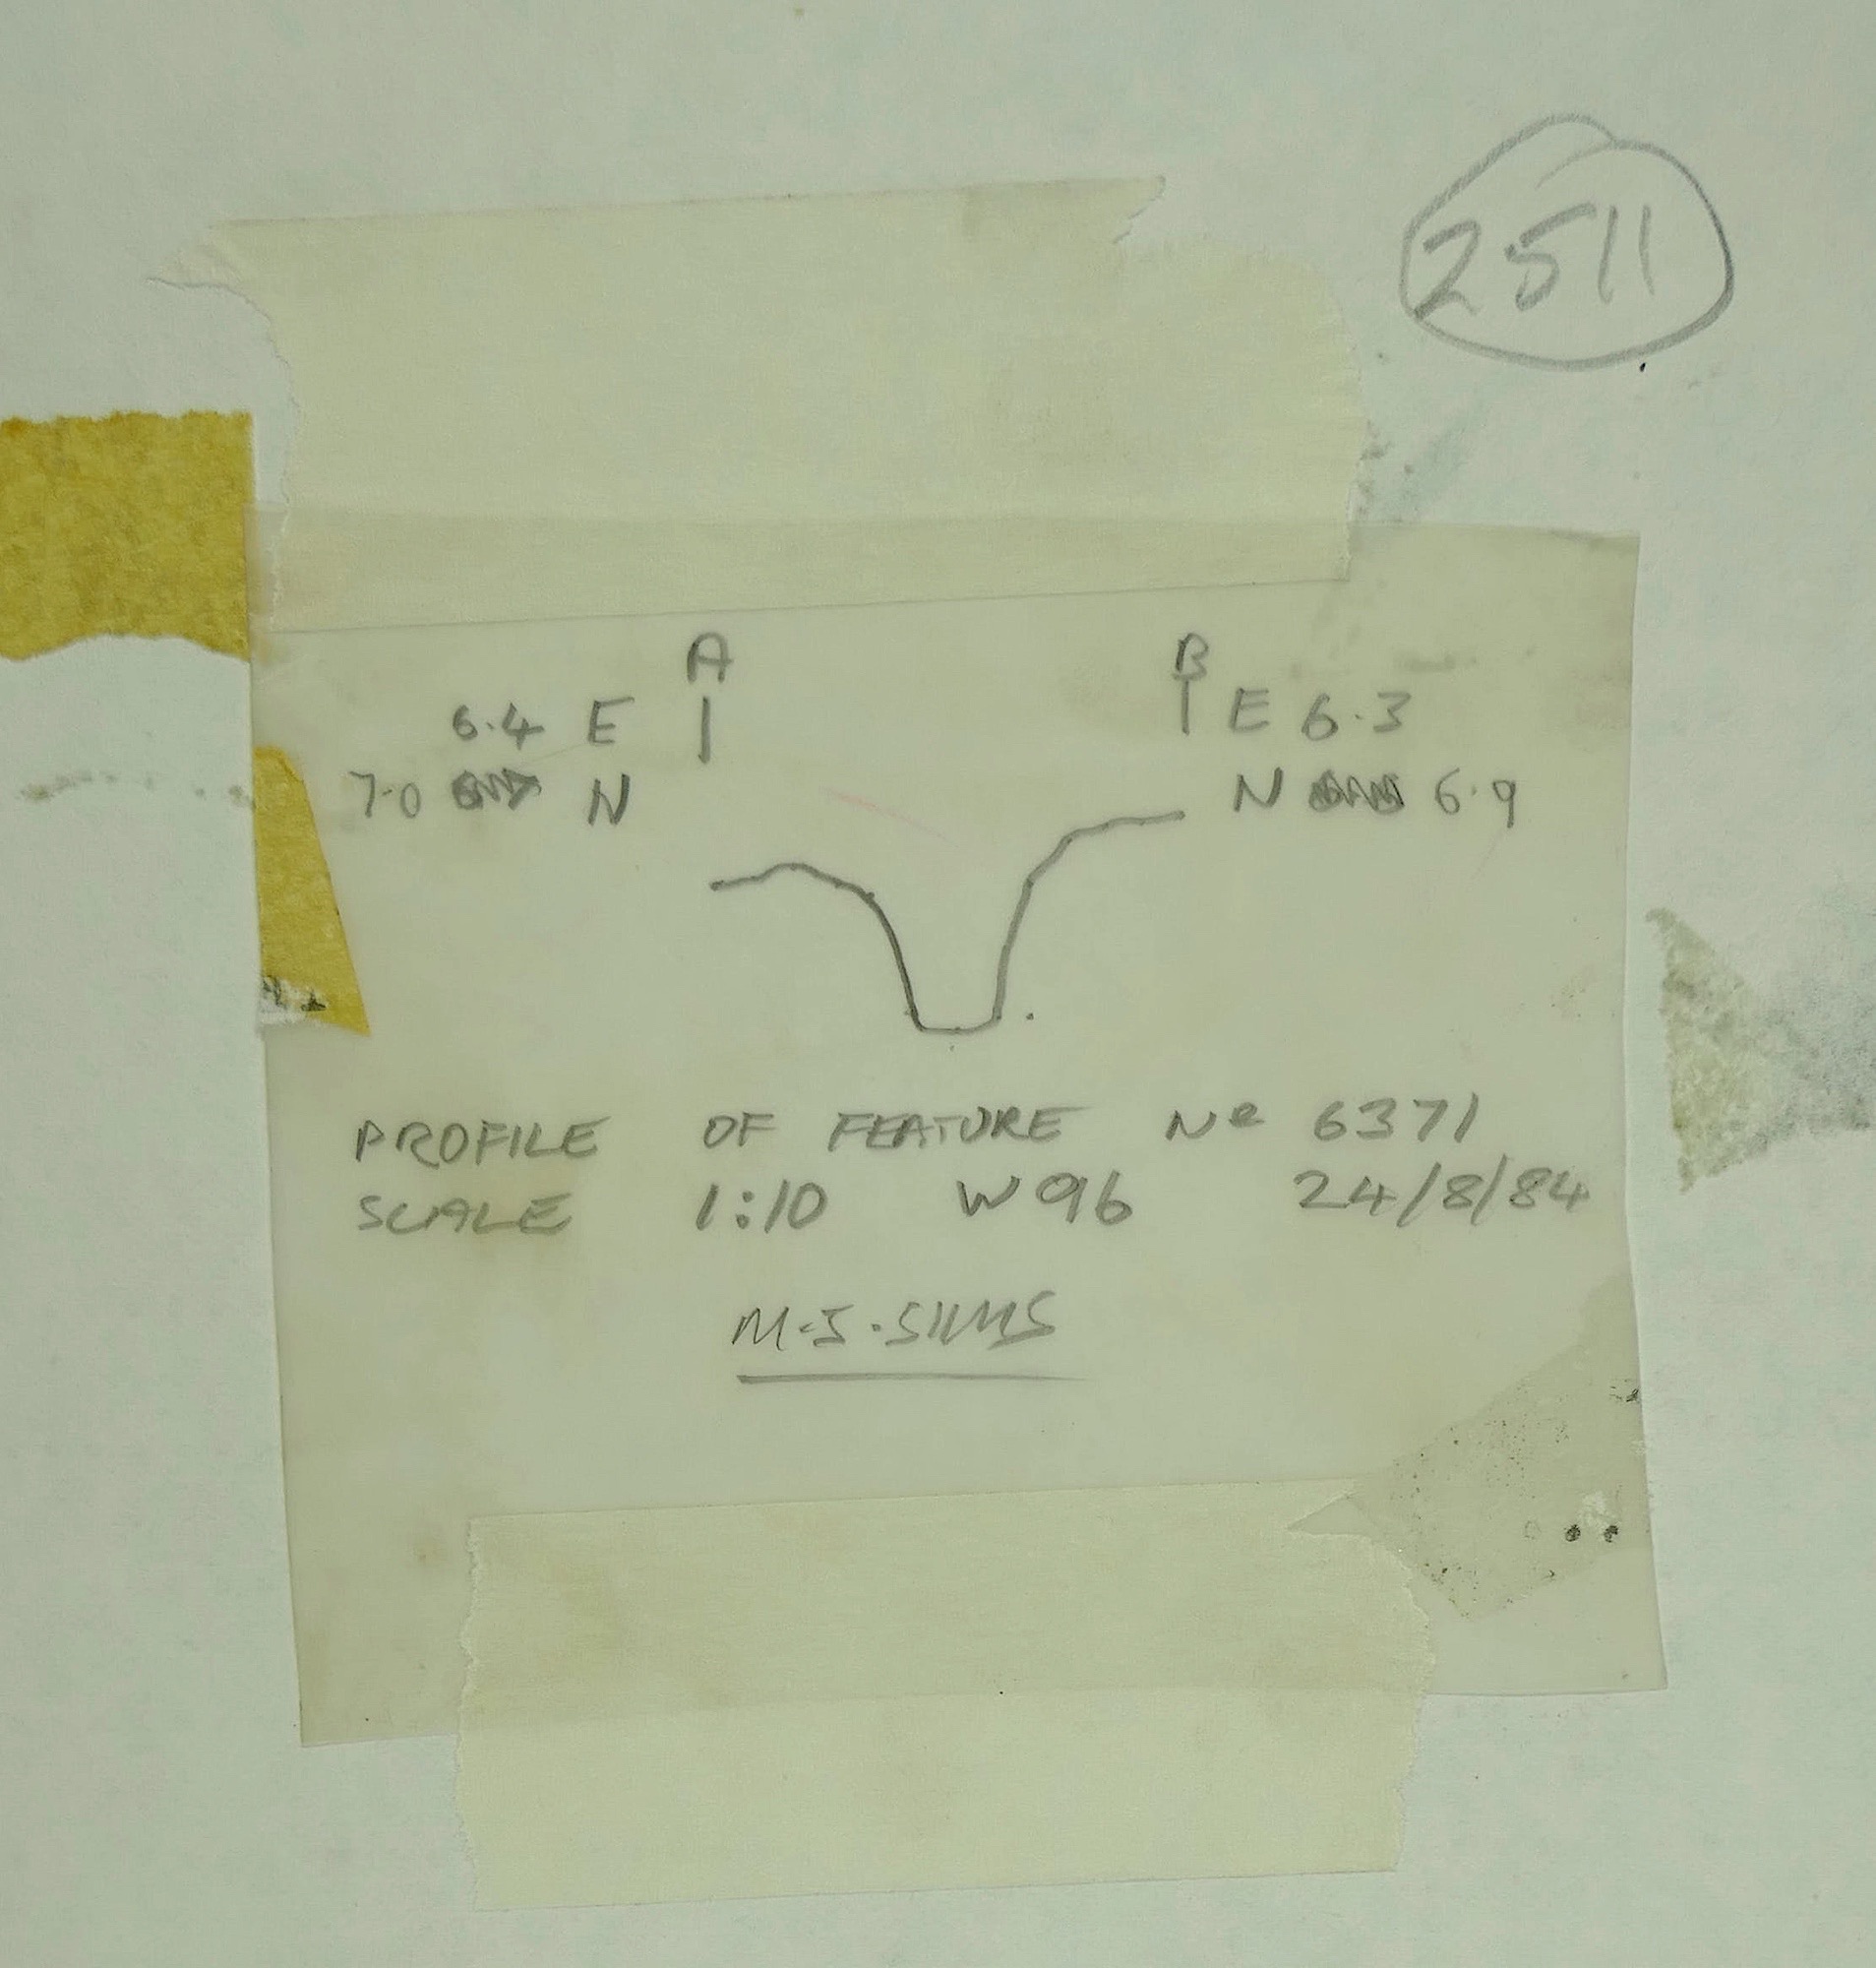 2511
A B
6.4 E E 6.3
7.0 N N 6.9
PROFILE OF FEATURE Nº 6371
SCALE 1:10 W96 24/8/84
M.J.SIMS